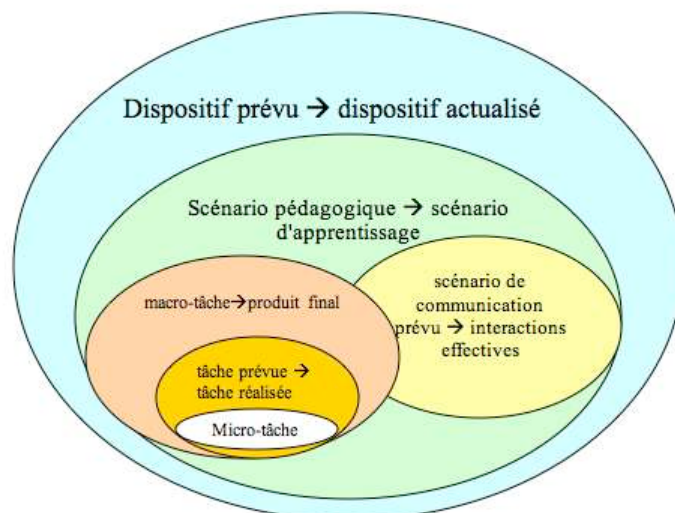 Dispositif prévu → dispositif actualisé
Scénario pédagogique → scénario
d'apprentissage
macro-tâche→produit final
scénario de
communication
prévu → interactions
effectives
tâche prévue →
tâche réalisée
Micro-tâche